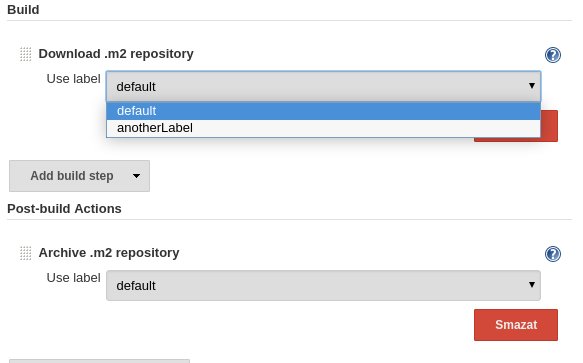 Build
Download .m2 repository
?
Use label
default
default
anotherLabel
Add build step
Post-build Actions
Archive .m2 repository
?
Use label
default
Smazat